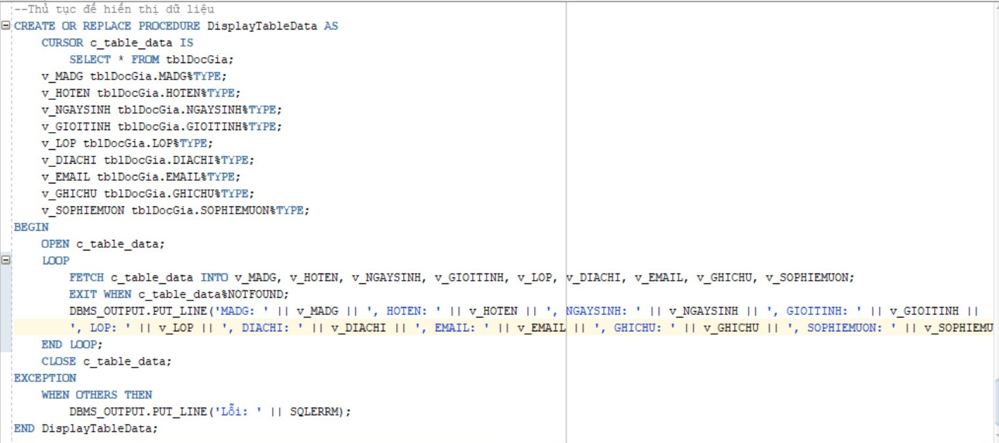 --Thủ tục để hiển thị dữ liệu
CREATE OR REPLACE PROCEDURE DisplayTableData AS
CURSOR c_table_data IS
SELECT * FROM tblDocGia;
v_MADG tblDocGia.MADG%TYPE;
v_HOTEN tblDocGia.HOTEN%TYPE;
v_NGAYSINH tblDocGia.NGAYSINH%TYPE;
v_GIOITINH tblDocGia.GIOITINH%TYPE;
v_LOP tblDocGia.LOP%TYPE;
v_DIACHI tblDocGia.DIACHI%TYPE;
v_EMAIL tblDocGia.EMAIL%TYPE;
v_GHICHU tblDocGia.GHICHU%TYPE;
v_SOPHIEMUON tblDocGia.SOPHIEMUON%TYPE;
BEGIN
OPEN c_table_data;
LOOP
FETCH c_table_data INTO v_MADG, v_HOTEN, v_NGAYSINH, v_GIOITINH, v_LOP, v_DIACHI, v_EMAIL, v_GHICHU, v_SOPHIEMUON;
EXIT WHEN c_table_data%NOTFOUND;
DBMS_OUTPUT.PUT_LINE('MADG: ' || v_MADG || ', HOTEN: ' || v_HOTEN || ', NGAYSINH: ' || v_NGAYSINH || ', GIOITINH: ' || v_GIOITINH ||
', LOP: ' || v_LOP || ', DIACHI: ' || v_DIACHI || ', EMAIL: ' || v_EMAIL || ', GHICHU: ' || v_GHICHU || ', SOPHIEMUON: ' || v_SOPHIEMU
END LOOP;
CLOSE c_table_data;
EXCEPTION
WHEN OTHERS THEN
DBMS_OUTPUT.PUT_LINE('Lỗi: ' || SQLERRM);
END DisplayTableData;